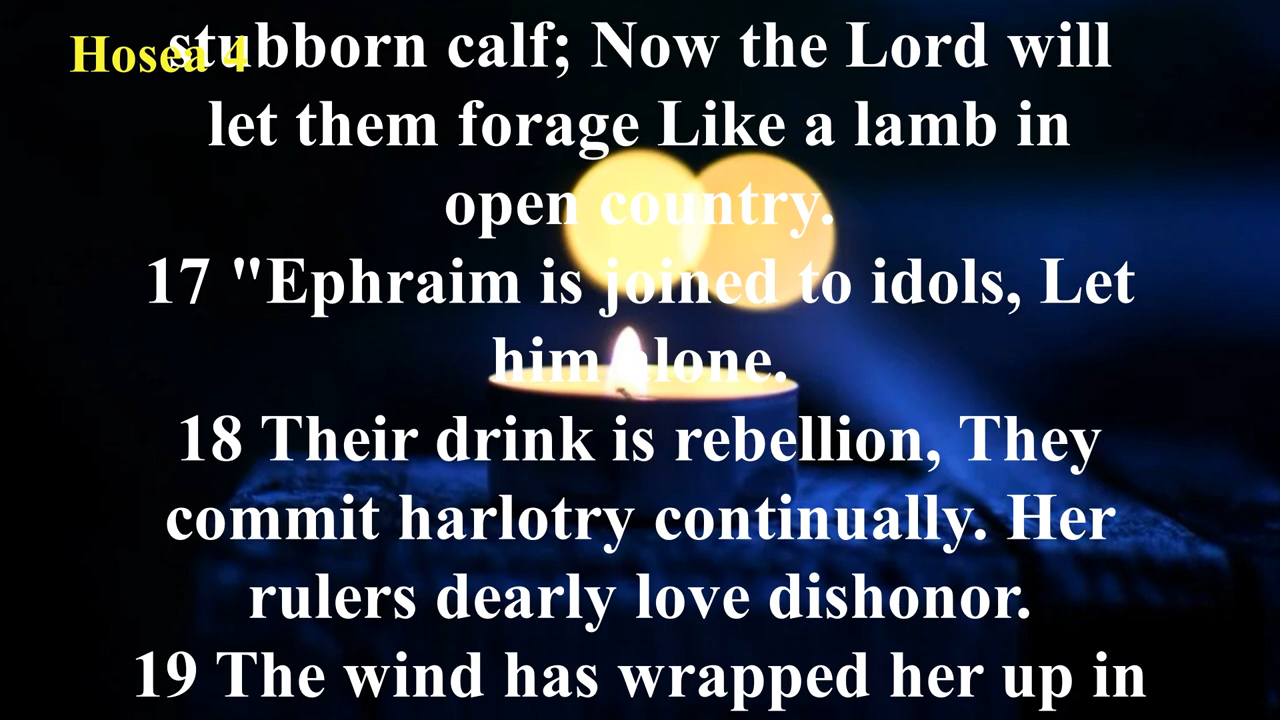 Hosea 4
stubborn calf; Now the Lord will
let them forage Like a lamb in
open country.
17 "Ephraim is joined to idols, Let
him alone.
18 Their drink is rebellion, They
commit harlotry continually. Her
rulers dearly love dishonor.
19 The wind has wrapped her up in